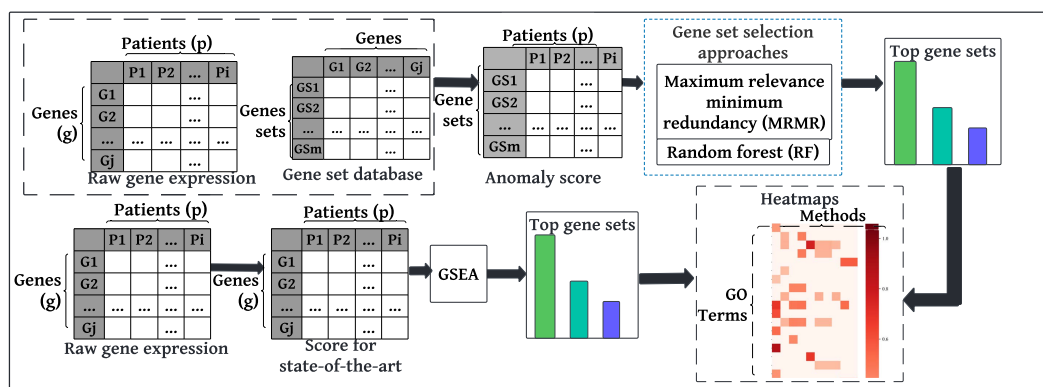 Patients (p)
P1 P2 ... Pi
Genes
(g)
G1 ...
G2 ...
... ... ... ... ...
Gj ...
Raw gene expression
Genes
G1 G2 ... Gj
Genes
sets
GS1 ...
GS2 ...
... ... ... ... ...
GSm ...
Gene set database
Patients (p)
P1 P2 ... Pi
Gene
sets
GS1 ...
GS2 ...
... ... ... ... ...
GSm ...
Anomaly score
Gene set selection
approaches
Maximum relevance
minimum
redundancy (MRMR)
Random forest (RF)
Top gene sets
Patients (p)
P1 P2 ... Pi
Genes
(g)
G1 ...
G2 ...
... ... ... ... ...
Gj ...
Raw gene expression
Patients (p)
P1 P2 ... Pi
Genes
(g)
G1 ...
G2 ...
... ... ... ... ...
Gj ...
Score for
state-of-the-art
GSEA
Top gene sets
Heatmaps
Methods
GO
Terms